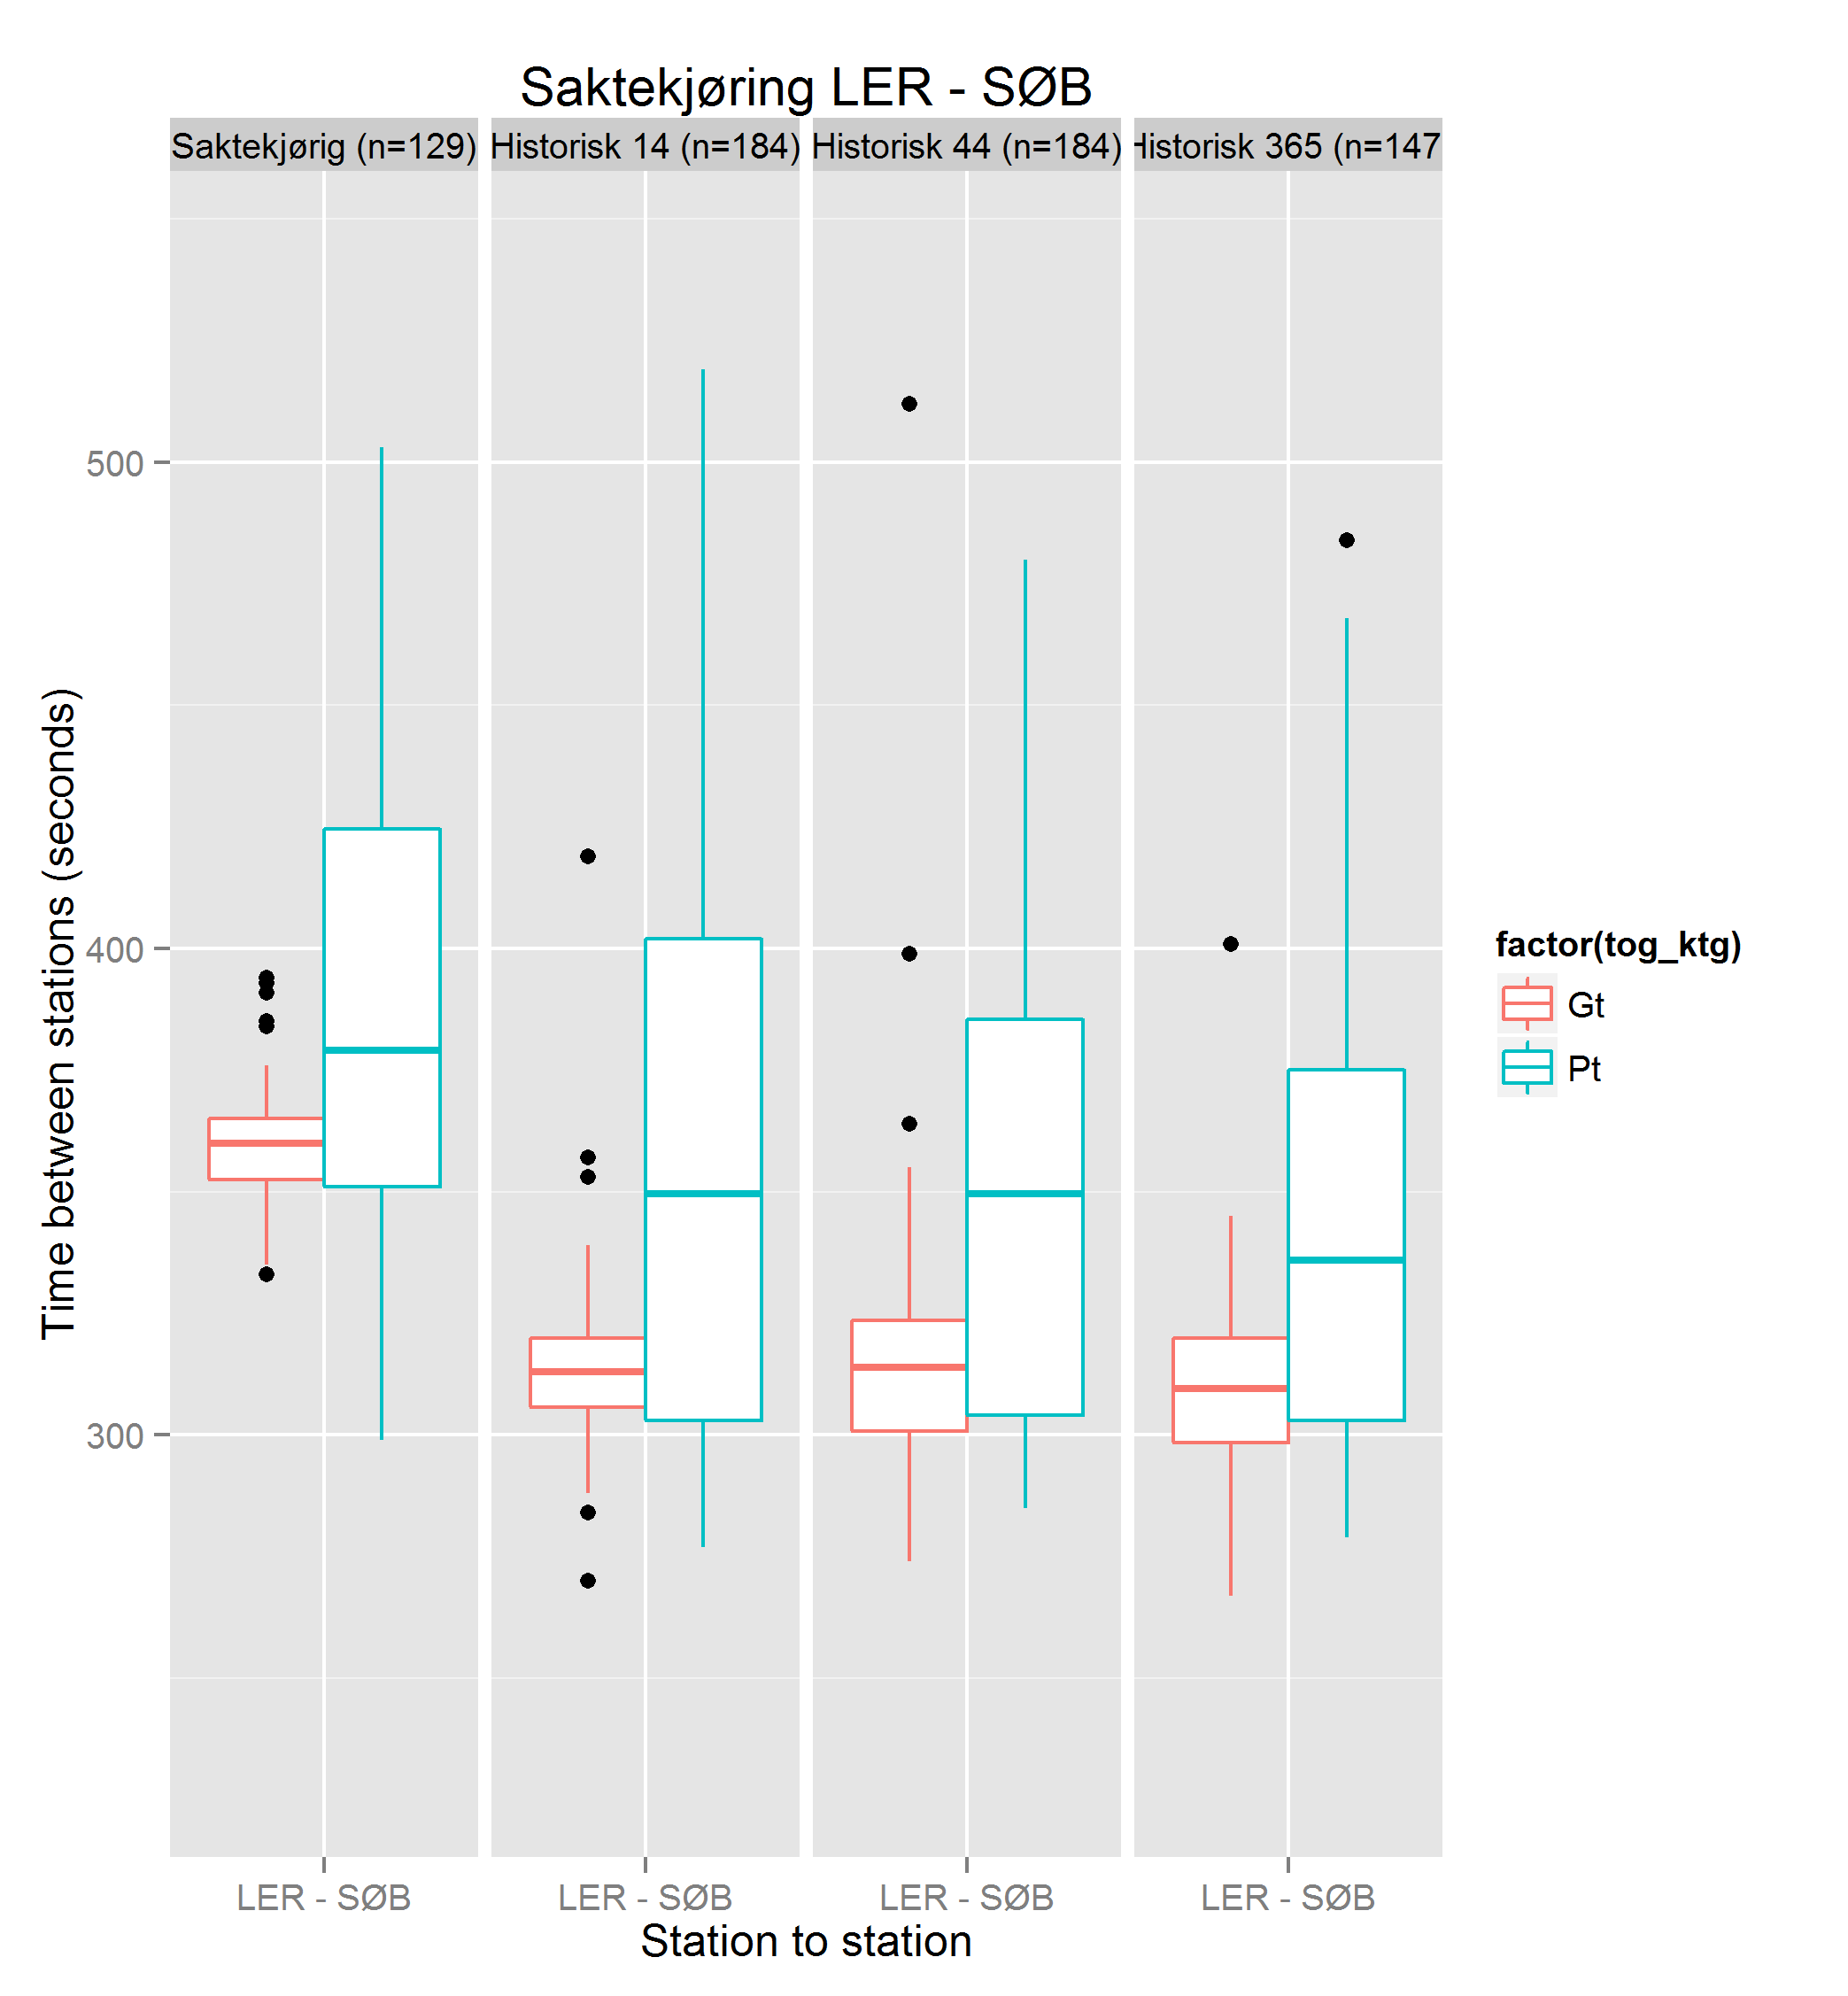 Saktekjøring LER - SØB
Saktekjørig (n=129)
Historisk 14 (n=184)
Historisk 44 (n=184)
Historisk 365 (n=147
Time between stations (seconds)
500
400
300
LER - SØB
LER - SØB
LER - SØB
LER - SØB
Station to station
factor(tog_ktg)
Gt
Pt